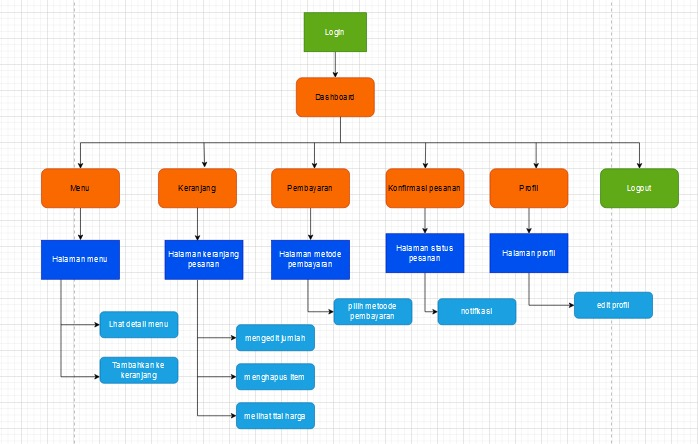 Login
Dashboard
Menu
Keranjang
Pembayaran
Konfirmasi pesanan
Profil
Logout
Halaman menu
Halaman keranjang
pesanan
Halaman metode
pembayaran
Halaman status
pesanan
Halaman profil
Lhat detail menu
Tambahkan ke
keranjang
mengedit jumlah
menghapus item
melihat ttal harga
pilih metoode
pembayaran
notifikasi
edit profil